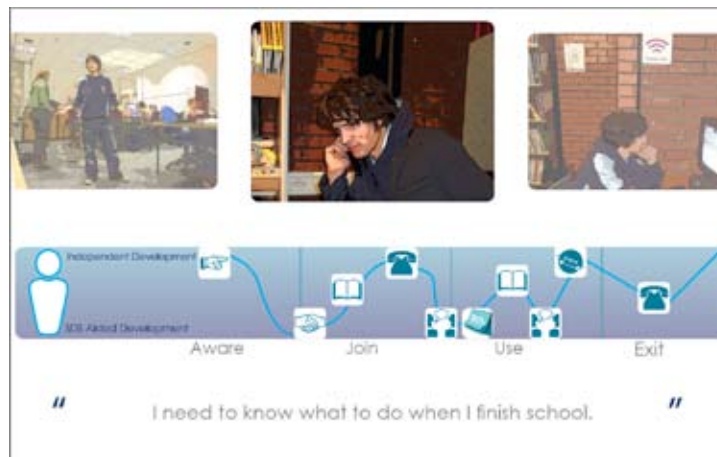 Independent Development
SDS Aided Development
Aware Join Use Exit
" I need to know what to do when I finish school. "